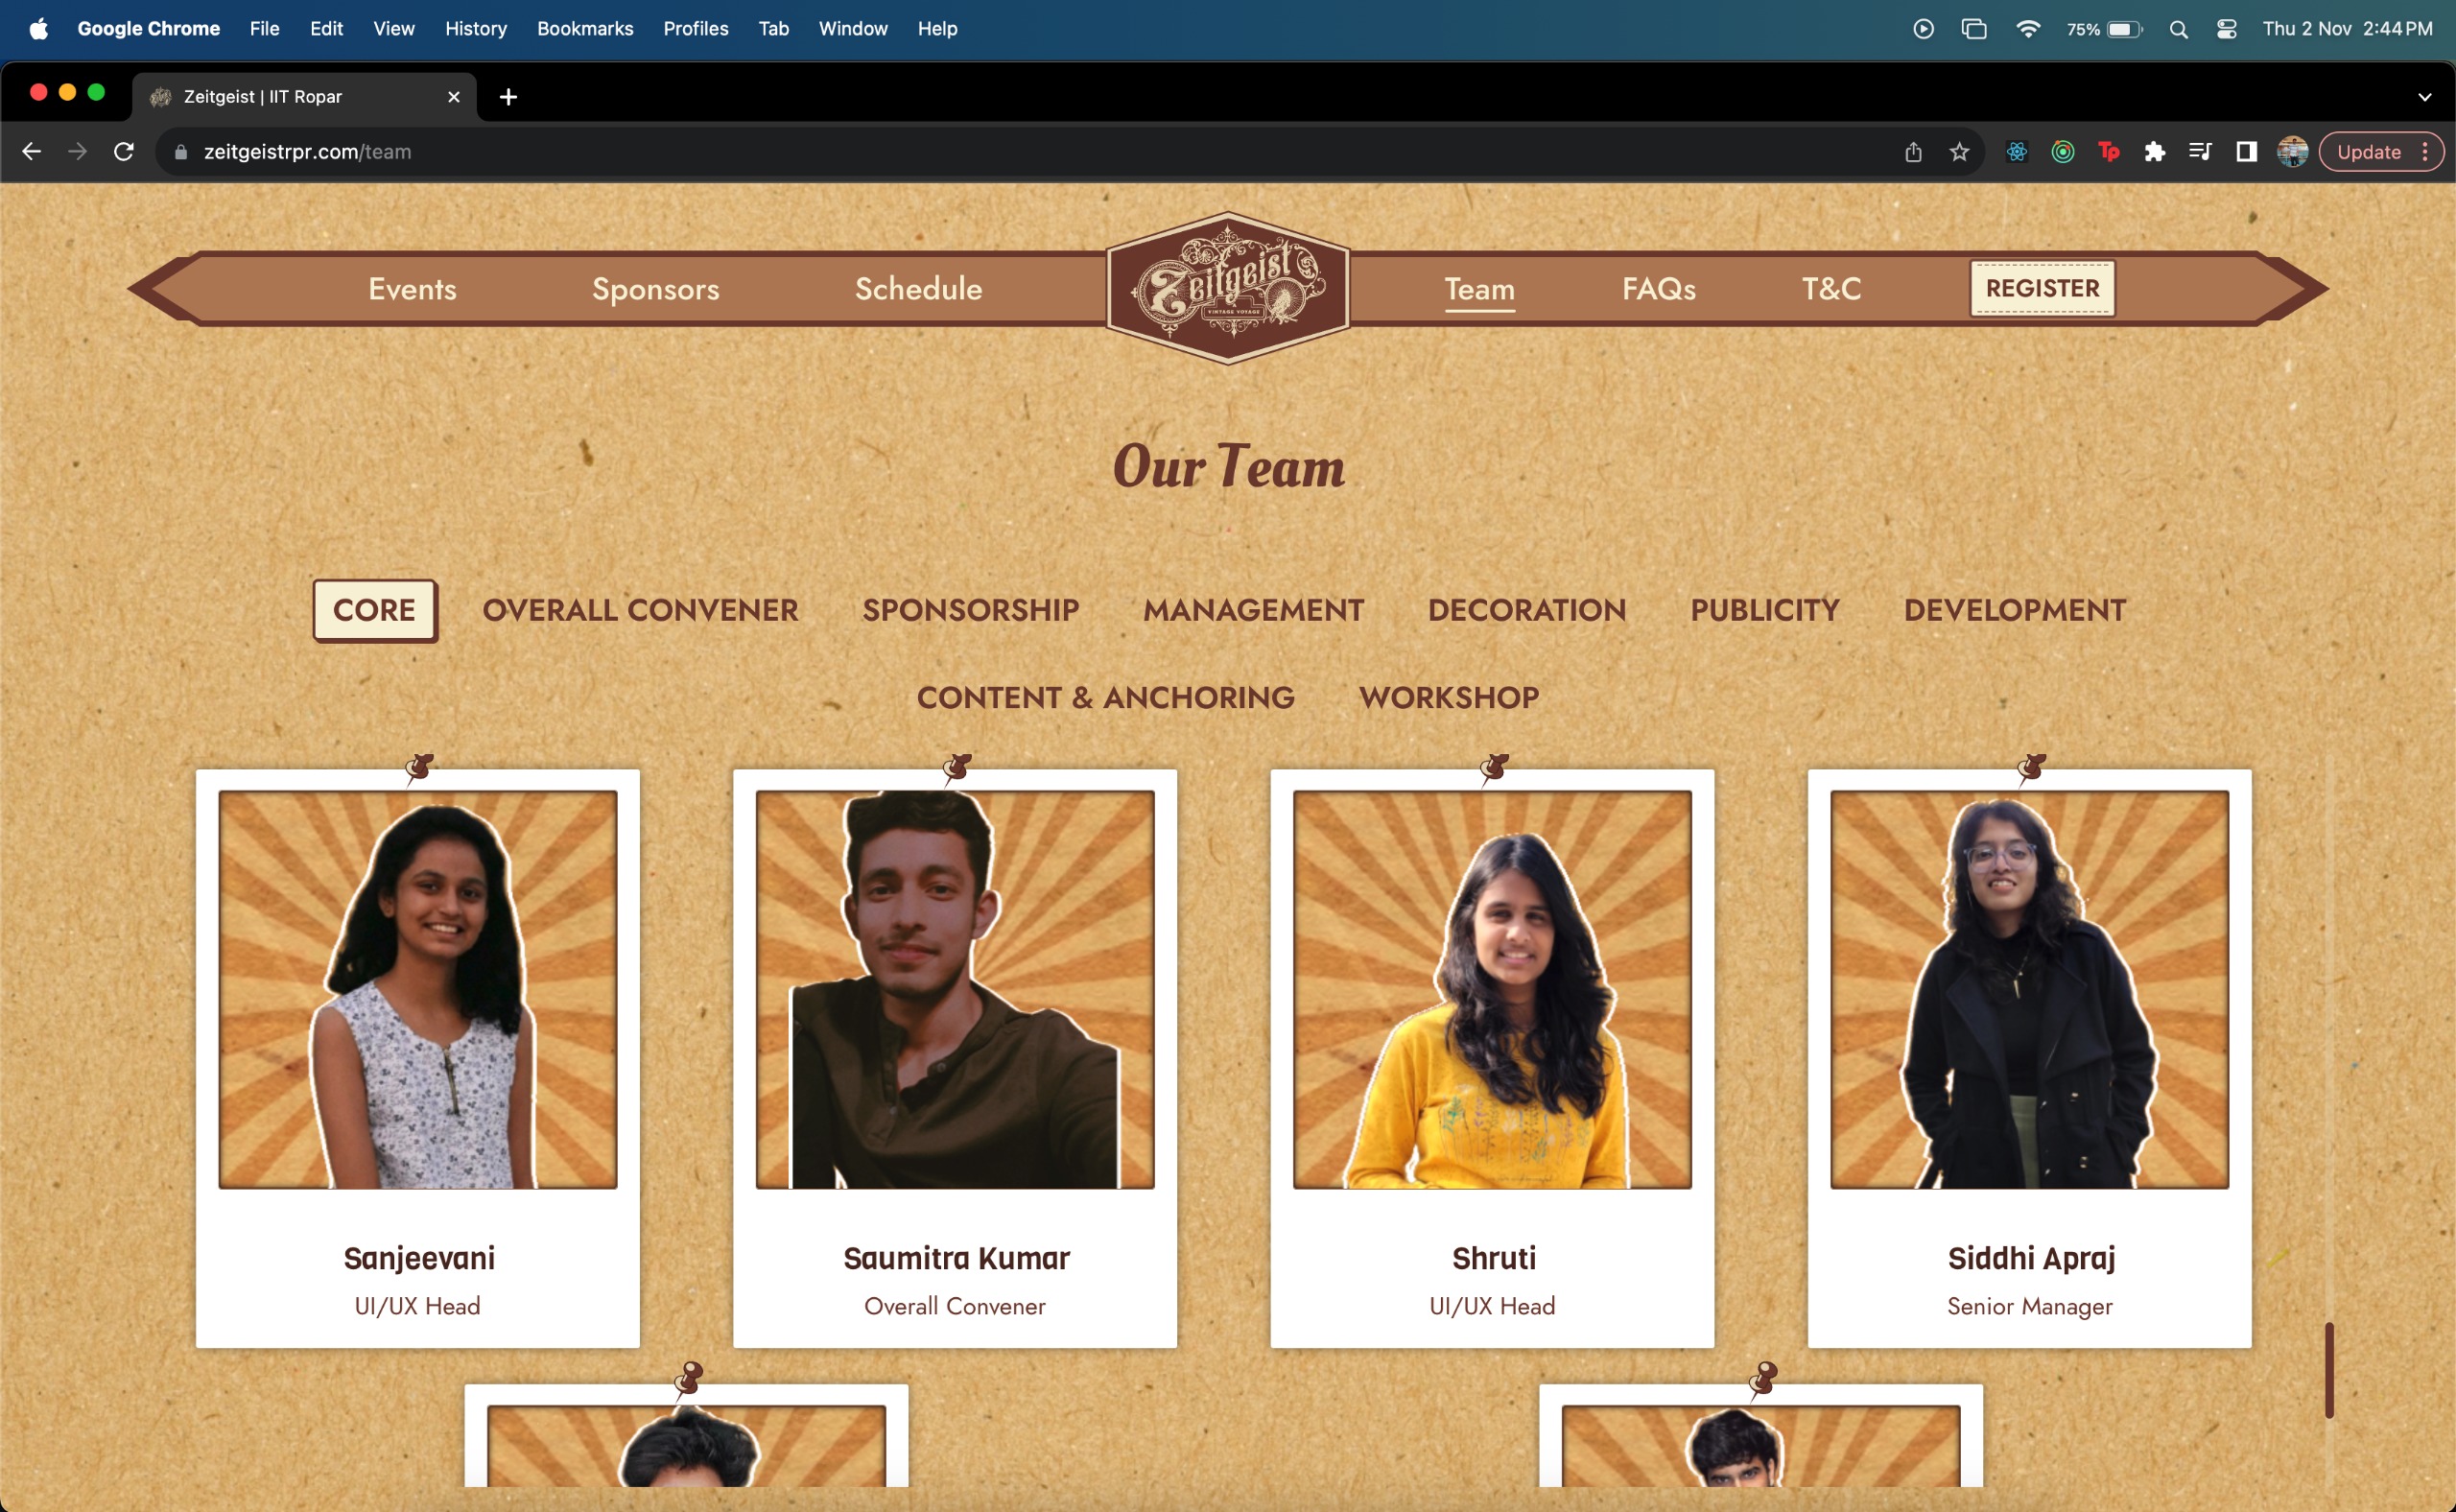 Google Chrome File Edit View History Bookmarks Profiles Tab Window Help 75% Thu 2 Nov 2:44 PM
Zeitgeist | IIT Ropar
zeitgeistrpr.com/team Tp Update
Events Sponsors Schedule Zeitgeist Team FAQs T&C REGISTER
VINTAGE VOYAGE
Our Team
CORE OVERALL CONVENER SPONSORSHIP MANAGEMENT DECORATION PUBLICITY DEVELOPMENT
CONTENT & ANCHORING WORKSHOP
Sanjeevani Saumitra Kumar Shruti Siddhi Apraj
UI/UX Head Overall Convener UI/UX Head Senior Manager